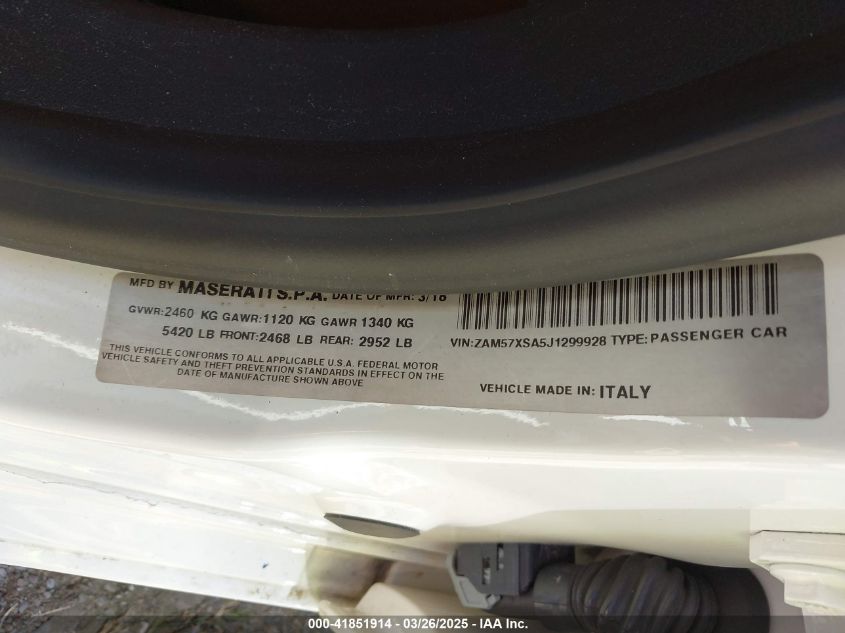 MFD BY MASERATI S.P.A. DATE OF MFR: 3/18
GVWR:2460 KG GAWR:1120 KG GAWR 1340 KG
5420 LB FRONT:2468 LB REAR: 2952 LB
THIS VEHICLE CONFORMS TO ALL APPLICABLE U.S.A. FEDERAL MOTOR
VEHICLE SAFETY AND THEFT PREVENTION STANDARDS IN EFFECT ON THE
DATE OF MANUFACTURE SHOWN ABOVE
VIN:ZAM57XSA5J1299928 TYPE: PASSENGER CAR
VEHICLE MADE IN: ITALY
000-41851914 — 03/26/2025 — IAA Inc.